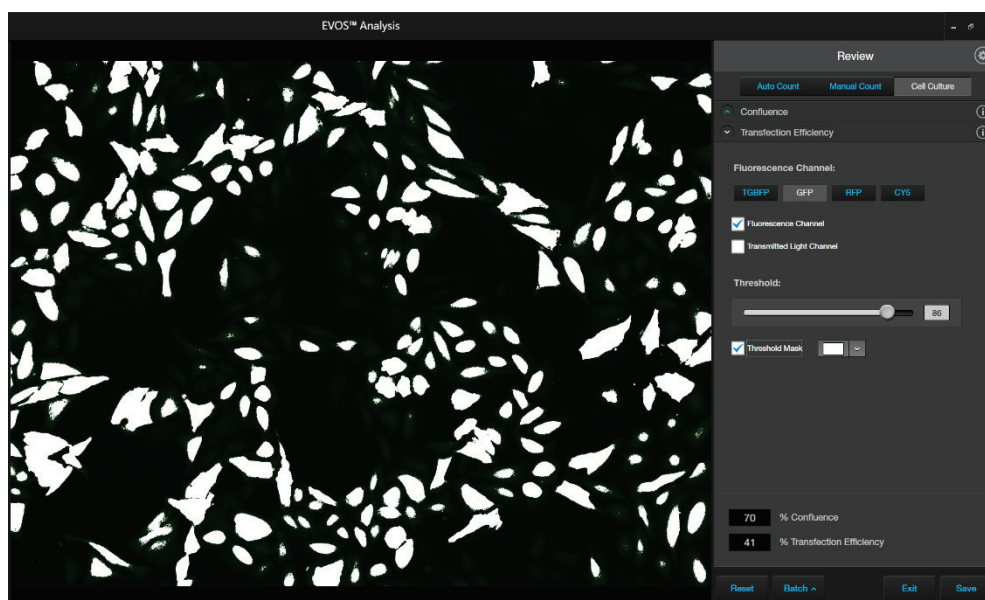 EVOS™ Analysis
Review
Auto Count Manual Count Cell Culture
Confluence
Transfection Efficiency
Fluorescence Channel:
TGBFP GFP RFP CY5
Fluorescence Channel
Transmitted Light Channel
Threshold:
86
Threshold Mask
70 % Confluence
41 % Transfection Efficiency
Reset Batch Exit Save